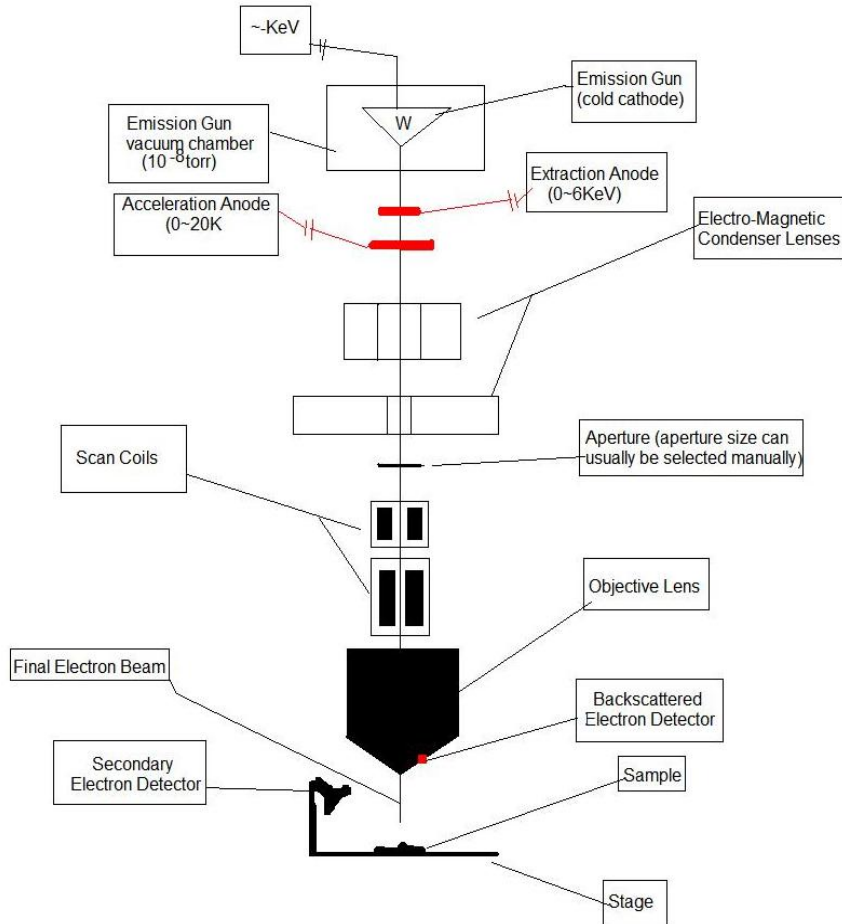 ~-KeV
Emission Gun
(cold cathode)
W
Emission Gun
vacuum chamber
(10⁻⁸torr)
Extraction Anode
(0~6KeV)
Acceleration Anode
(0~20K
Electro-Magnetic
Condenser Lenses
Aperture (aperture size can
usually be selected manually)
Scan Coils
Objective Lens
Final Electron Beam
Backscattered
Electron Detector
Secondary
Electron Detector
Sample
Stage